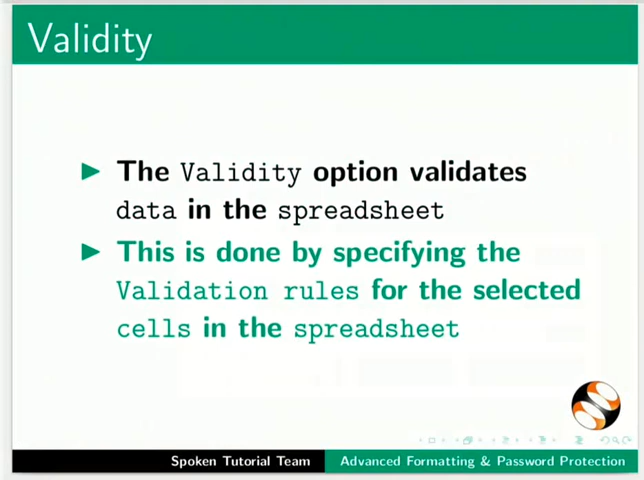 Validity
The Validity option validates
data in the spreadsheet
This is done by specifying the
Validation rules for the selected
cells in the spreadsheet
Spoken Tutorial Team Advanced Formatting & Password Protection